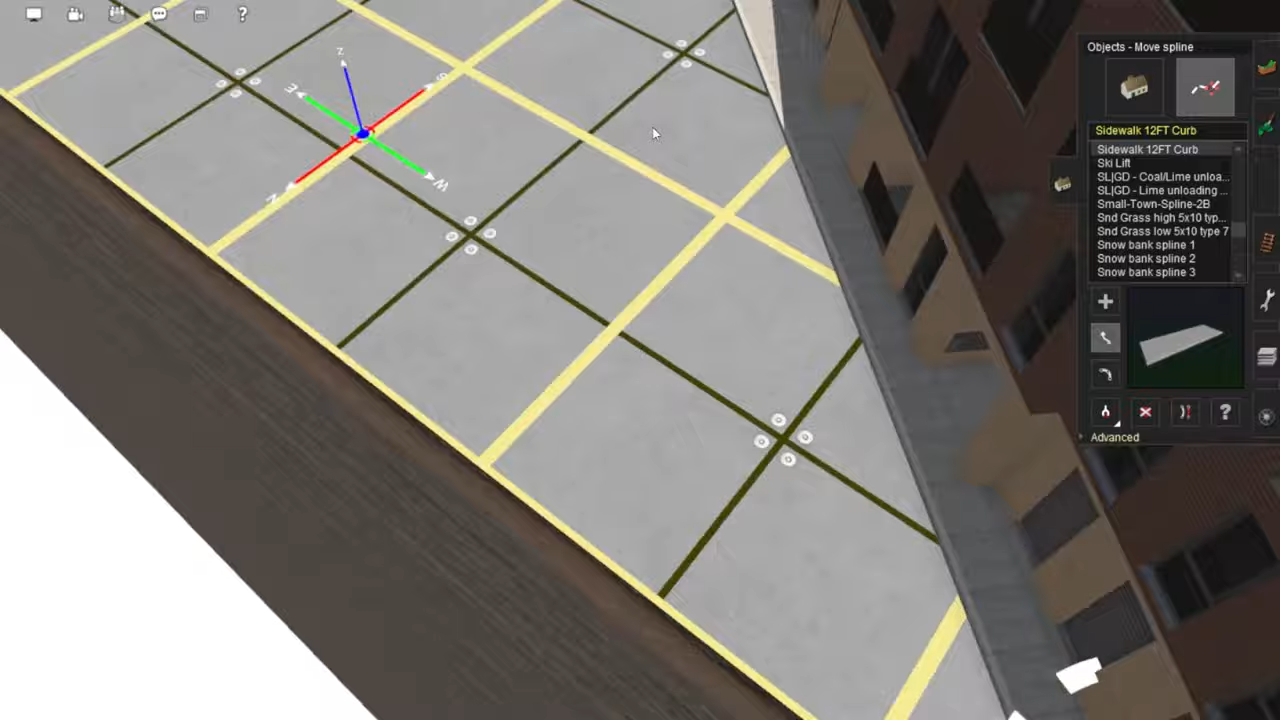 ?
Z
E
S
W
N
Objects - Move spline
Sidewalk 12FT Curb
Sidewalk 12FT Curb
Ski Lift
SL|GD - Coal/Lime unloa...
SL|GD - Lime unloading ...
Small-Town-Spline-2B
Snd Grass high 5x10 typ...
Snd Grass low 5x10 type 7
Snow bank spline 1
Snow bank spline 2
Snow bank spline 3
?
Advanced